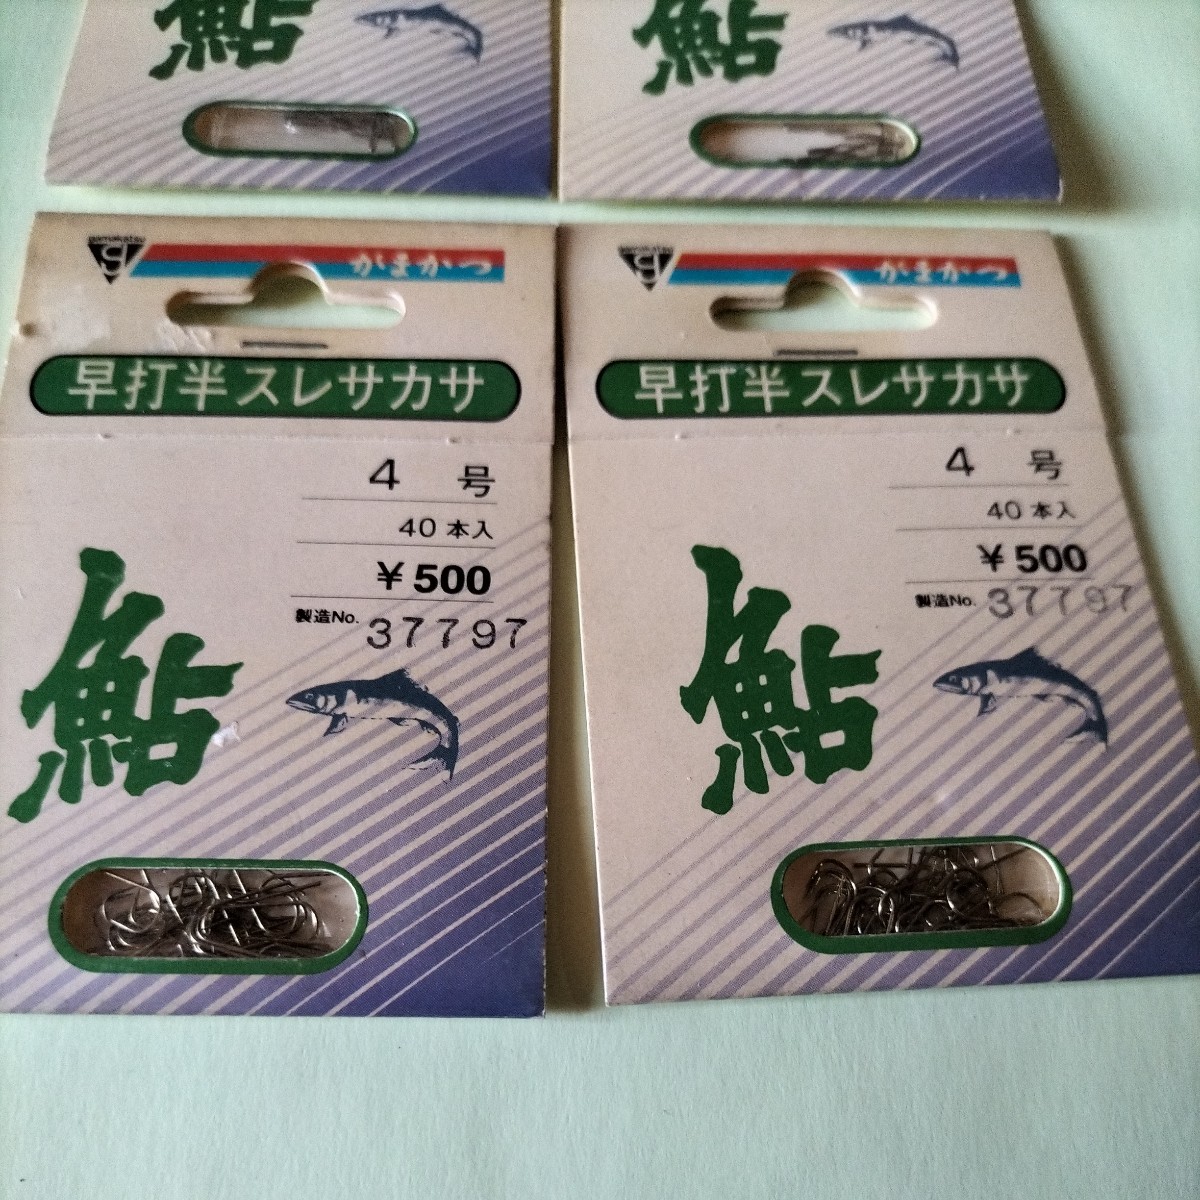 鮎
鮎
gamakatsu
がまかつ
早打半スレサカサ
4 号
40 本入
¥500
製造No. 37797
鮎
gamakatsu
がまかつ
早打半スレサカサ
4 号
40 本入
¥500
製造No. 37797
鮎